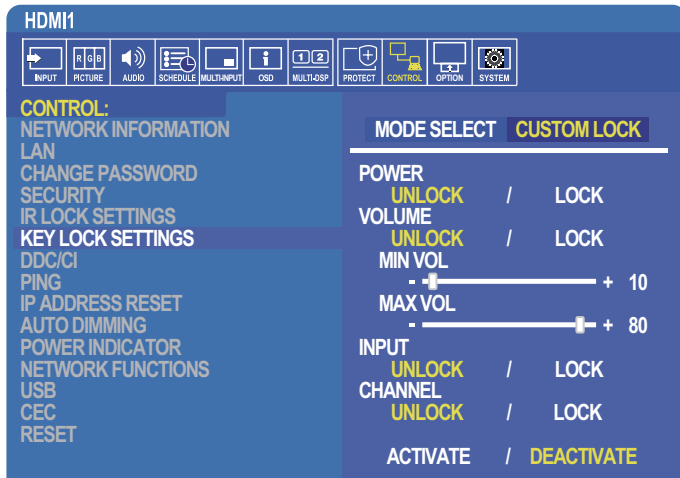 HDMI1
INPUT
R G B
PICTURE
AUDIO
SCHEDULE
MULTI-INPUT
OSD
1 2
MULTI-DSP
PROTECT
CONTROL
OPTION
SYSTEM
CONTROL:
NETWORK INFORMATION
LAN
CHANGE PASSWORD
SECURITY
IR LOCK SETTINGS
KEY LOCK SETTINGS
DDC/CI
PING
IP ADDRESS RESET
AUTO DIMMING
POWER INDICATOR
NETWORK FUNCTIONS
USB
CEC
RESET
MODE SELECT CUSTOM LOCK
POWER
UNLOCK / LOCK
VOLUME
UNLOCK / LOCK
MIN VOL
- + 10
MAX VOL
- + 80
INPUT
UNLOCK / LOCK
CHANNEL
UNLOCK / LOCK
ACTIVATE / DEACTIVATE